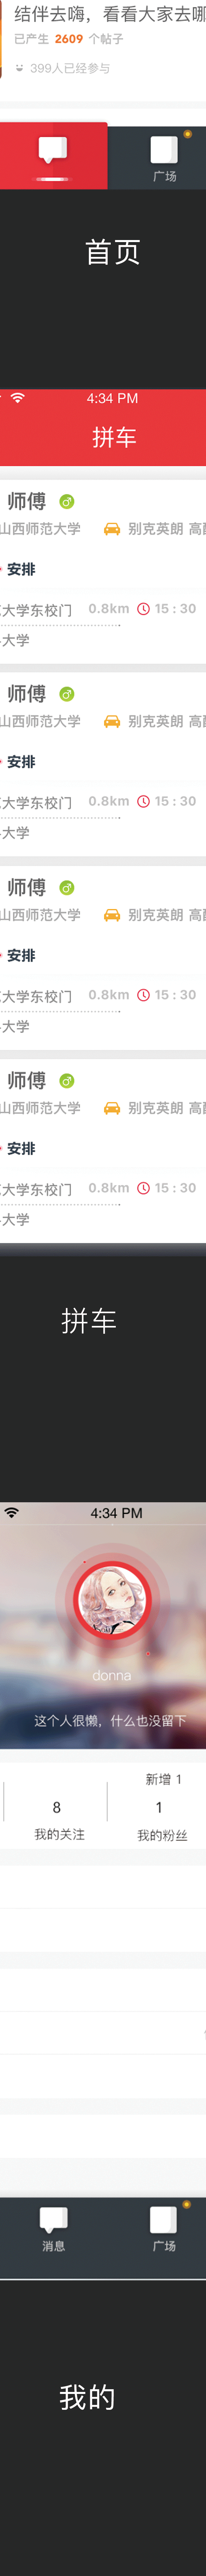 结伴去嗨，看看大家去哪
已产生 2609 个帖子
399人已经参与
广场
首页
4:34 PM
拼车
师傅
山西师范大学 别克英朗 高配
安排
大学东校门 0.8km 15 : 30
大学
师傅
山西师范大学 别克英朗 高配
安排
大学东校门 0.8km 15 : 30
大学
师傅
山西师范大学 别克英朗 高配
安排
大学东校门 0.8km 15 : 30
大学
师傅
山西师范大学 别克英朗 高配
安排
大学东校门 0.8km 15 : 30
大学
拼车
4:34 PM
donna
这个人很懒，什么也没留下
新增 1
8 1
我的关注 我的粉丝
消息 广场
我的